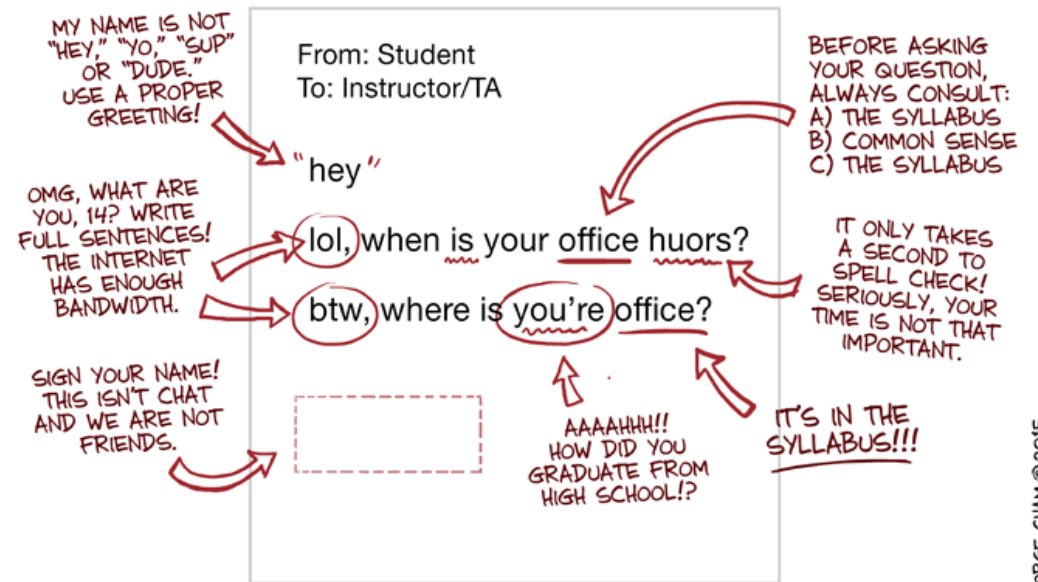 MY NAME IS NOT
"HEY," "YO," "SUP"
OR "DUDE."
USE A PROPER
GREETING!
From: Student
To: Instructor/TA
BEFORE ASKING
YOUR QUESTION,
ALWAYS CONSULT:
A) THE SYLLABUS
B) COMMON SENSE
C) THE SYLLABUS
"hey"
OMG, WHAT ARE
YOU, 14? WRITE
FULL SENTENCES!
THE INTERNET
HAS ENOUGH
BANDWIDTH.
lol, when is your office huors?
btw, where is you're office?
IT ONLY TAKES
A SECOND TO
SPELL CHECK!
SERIOUSLY, YOUR
TIME IS NOT THAT
IMPORTANT.
SIGN YOUR NAME!
THIS ISN'T CHAT
AND WE ARE NOT
FRIENDS.
AAAAHHH!!
HOW DID YOU
GRADUATE FROM
HIGH SCHOOL!?
IT'S IN THE
SYLLABUS!!!